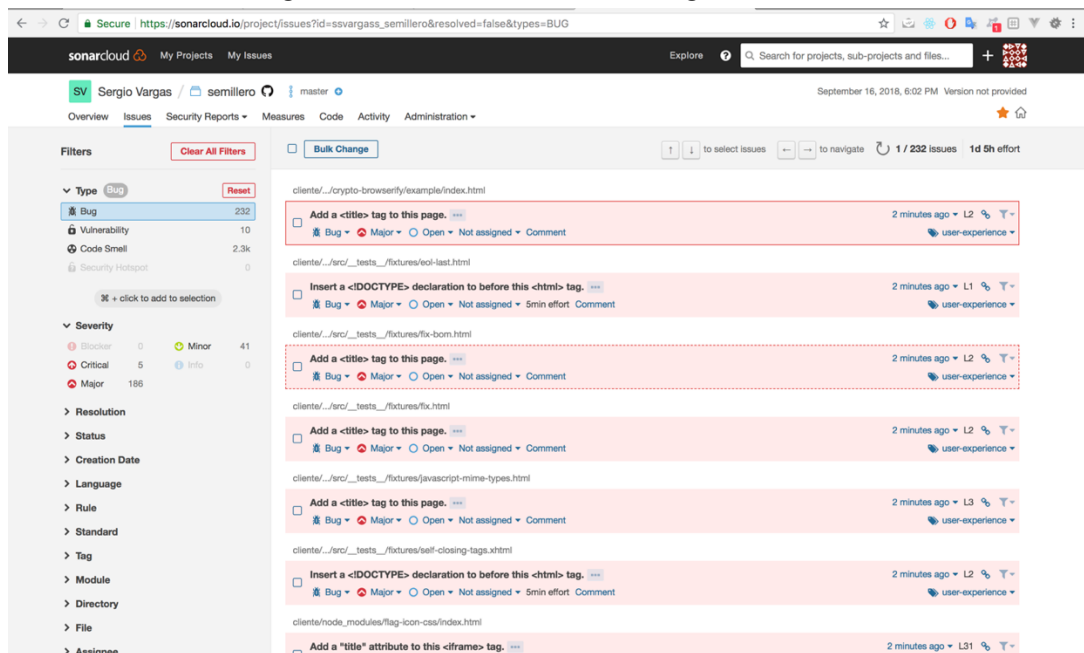 Secure https://sonarcloud.io/project/issues?id=ssvargass_semillero&resolved=false&types=BUG
sonarcloud My Projects My Issues Explore Search for projects, sub-projects and files... +
SV Sergio Vargas / semillero master September 16, 2018, 6:02 PM Version not provided
Overview Issues Security Reports Measures Code Activity Administration
Filters Clear All Filters Bulk Change ↑ ↓ to select issues ← → to navigate 1 / 232 issues 1d 5h effort
Type Bug Reset
Bug 232
Vulnerability 10
Code Smell 2.3k
Security Hotspot 0
⌘ + click to add to selection
Severity
Blocker 0 Minor 41
Critical 5 Info 0
Major 186
Resolution
Status
Creation Date
Language
Rule
Standard
Tag
Module
Directory
File
Assignee
cliente/.../crypto-browserify/example/index.html
Add a <title> tag to this page. ... 2 minutes ago L2
Bug Major Open Not assigned Comment user-experience
cliente/.../src/__tests__/fixtures/eol-last.html
Insert a <!DOCTYPE> declaration to before this <html> tag. ... 2 minutes ago L1
Bug Major Open Not assigned 5min effort Comment user-experience
cliente/.../src/__tests__/fixtures/fix-bom.html
Add a <title> tag to this page. ... 2 minutes ago L2
Bug Major Open Not assigned Comment user-experience
cliente/.../src/__tests__/fixtures/fix.html
Add a <title> tag to this page. ... 2 minutes ago L2
Bug Major Open Not assigned Comment user-experience
cliente/.../src/__tests__/fixtures/javascript-mime-types.html
Add a <title> tag to this page. ... 2 minutes ago L3
Bug Major Open Not assigned Comment user-experience
cliente/.../src/__tests__/fixtures/self-closing-tags.xhtml
Insert a <!DOCTYPE> declaration to before this <html> tag. ... 2 minutes ago L2
Bug Major Open Not assigned 5min effort Comment user-experience
cliente/node_modules/flag-icon-css/index.html
Add a "title" attribute to this <iframe> tag. ... 2 minutes ago L31